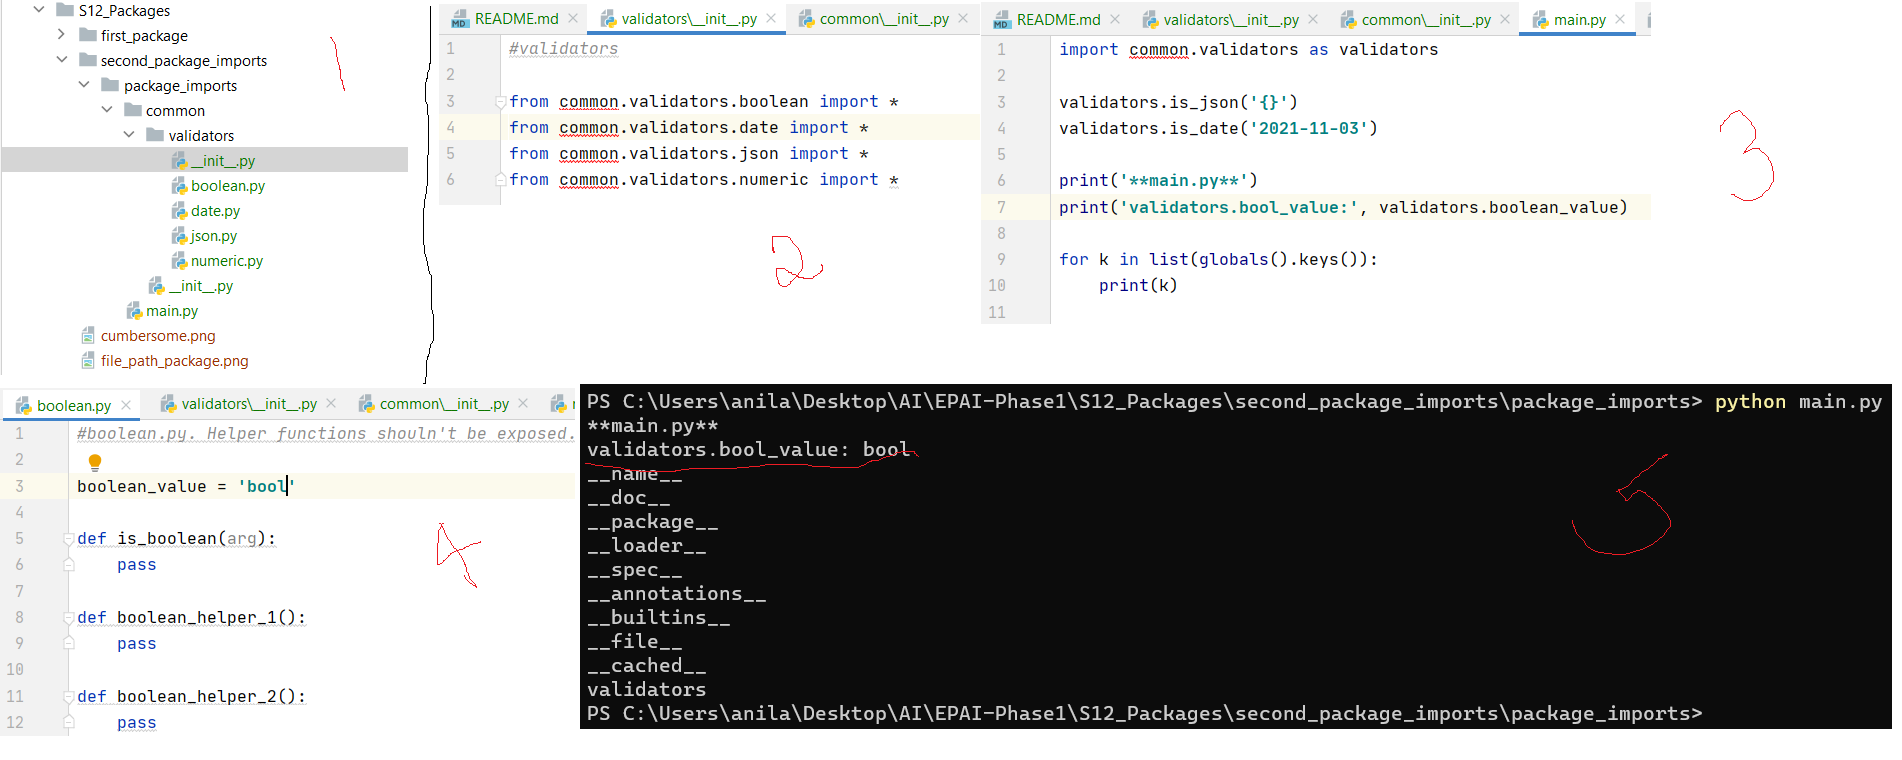 S12_Packages
first_package
second_package_imports
package_imports
common
validators
__init__.py
boolean.py
date.py
json.py
numeric.py
__init__.py
main.py
cumbersome.png
file_path_package.png
1
README.md validators\__init__.py common\__init__.py
1 #validators
2
3 from common.validators.boolean import *
4 from common.validators.date import *
5 from common.validators.json import *
6 from common.validators.numeric import *
2
README.md validators\__init__.py common\__init__.py main.py
1 import common.validators as validators
2
3 validators.is_json('{}')
4 validators.is_date('2021-11-03')
5
6 print('**main.py**')
7 print('validators.bool_value:', validators.boolean_value)
8
9 for k in list(globals().keys()):
10 print(k)
11
3
boolean.py validators\__init__.py common\__init__.py
1 #boolean.py. Helper functions shouln't be exposed.
2
3 boolean_value = 'bool'
4
5 def is_boolean(arg):
6 pass
7
8 def boolean_helper_1():
9 pass
10
11 def boolean_helper_2():
12 pass
4
PS C:\Users\anila\Desktop\AI\EPAI-Phase1\S12_Packages\second_package_imports\package_imports> python main.py
**main.py**
validators.bool_value: bool
__name__
__doc__
__package__
__loader__
__spec__
__annotations__
__builtins__
__file__
__cached__
validators
PS C:\Users\anila\Desktop\AI\EPAI-Phase1\S12_Packages\second_package_imports\package_imports>
5